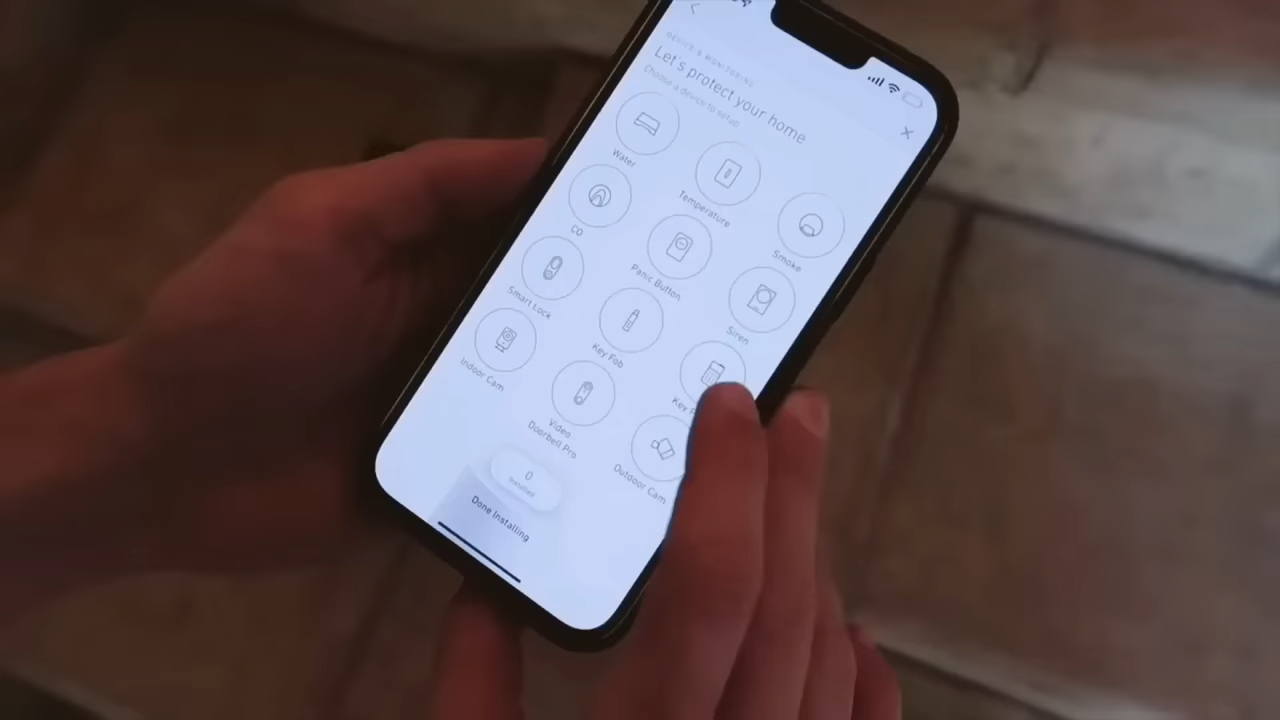 DEVICE & MONITORING
Let's protect your home
Choose a device to setup
Water
Temperature
Smoke
CO
Panic Button
Siren
Smart Lock
Key Fob
Key
Indoor Cam
Video
Doorbell Pro
Outdoor Cam
0
Installed
Done Installing